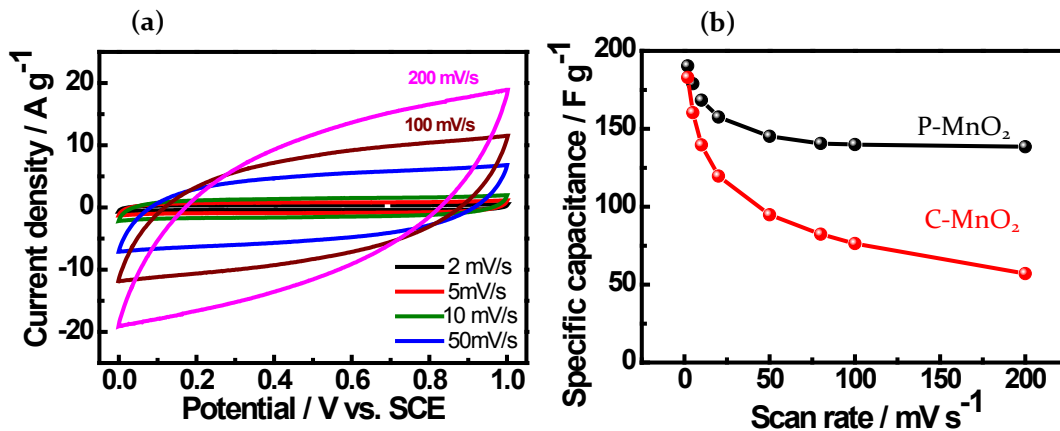 (a)
Current density / A g⁻¹
20
10
0
-10
-20
200 mV/s
100 mV/s
2 mV/s
5mV/s
10 mV/s
50mV/s
0.0 0.2 0.4 0.6 0.8 1.0
Potential / V vs. SCE
(b)
Specific capacitance / F g⁻¹
200
150
100
50
0
P-MnO₂
C-MnO₂
0 50 100 150 200
Scan rate / mV s⁻¹